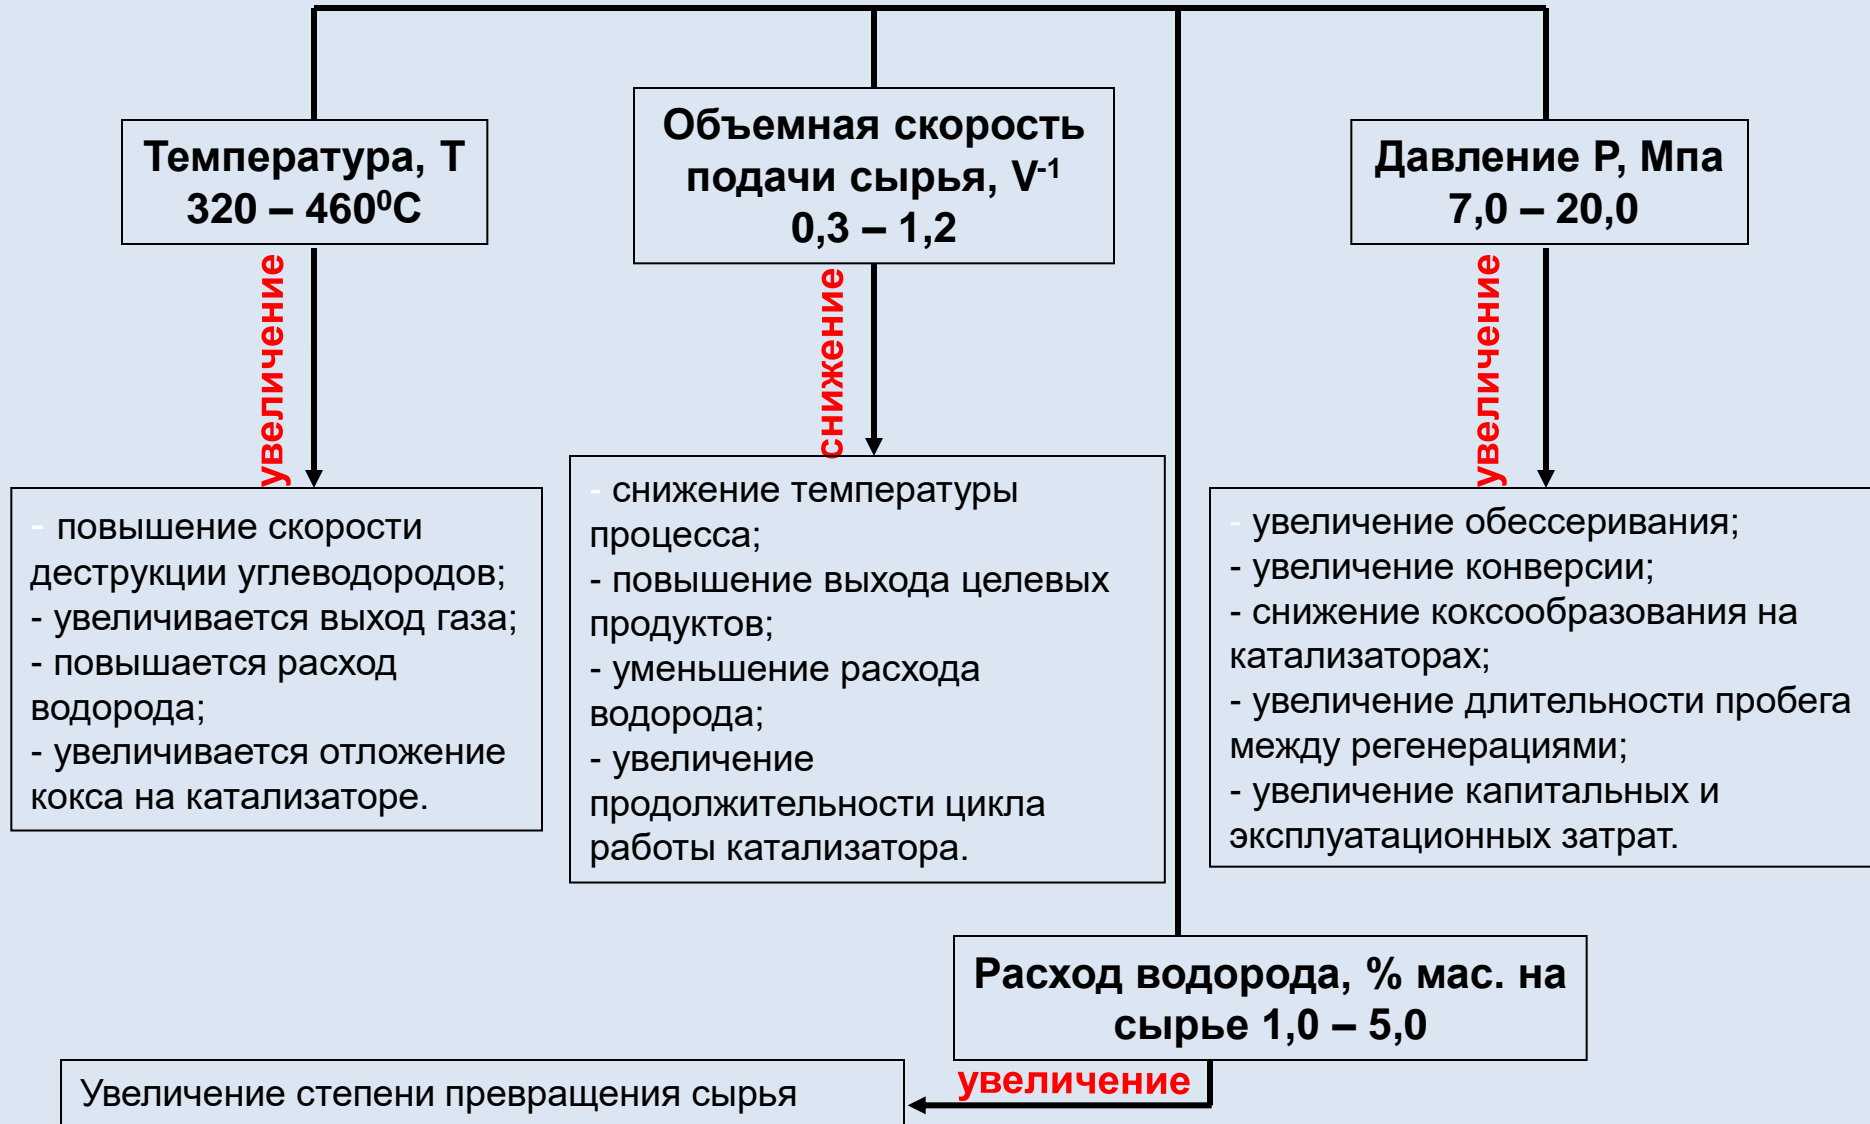 Температура, Т
320 – 460⁰С
увеличение
- повышение скорости
деструкции углеводородов;
- увеличивается выход газа;
- повышается расход
водорода;
- увеличивается отложение
кокса на катализаторе.
Объемная скорость
подачи сырья, V⁻¹
0,3 – 1,2
снижение
- снижение температуры
процесса;
- повышение выхода целевых
продуктов;
- уменьшение расхода
водорода;
- увеличение
продолжительности цикла
работы катализатора.
Давление Р, Мпа
7,0 – 20,0
увеличение
- увеличение обессеривания;
- увеличение конверсии;
- снижение коксообразования на
катализаторах;
- увеличение длительности пробега
между регенерациями;
- увеличение капитальных и
эксплуатационных затрат.
Расход водорода, % мас. на
сырье 1,0 – 5,0
увеличение
Увеличение степени превращения сырья